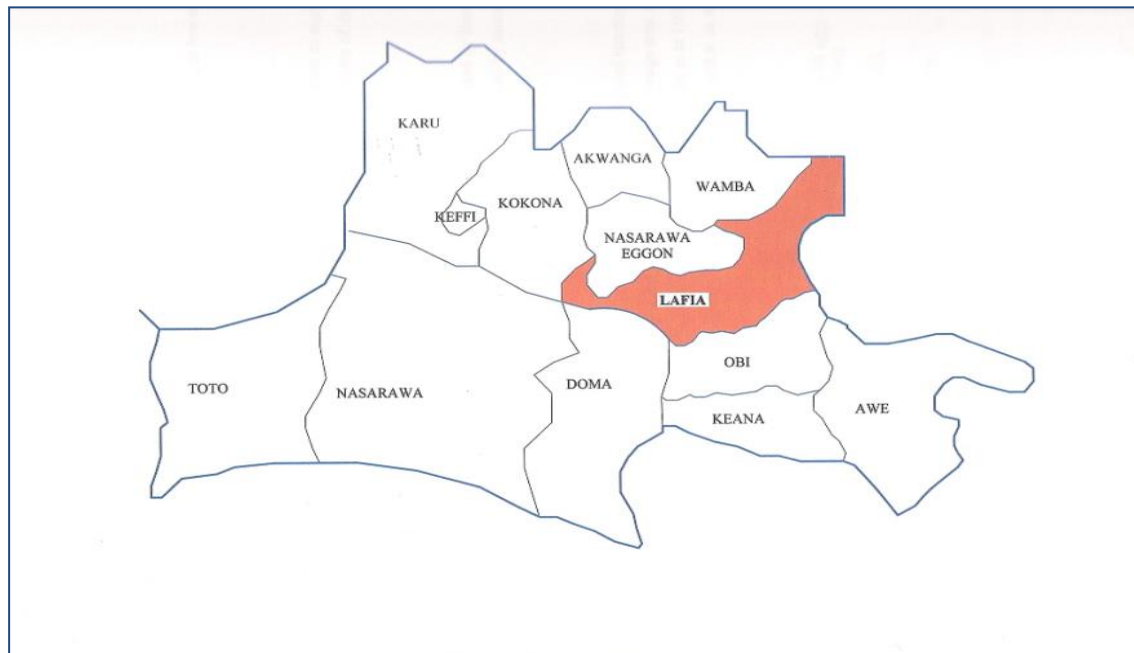 KARU
AKWANGA
WAMBA
KEFFI
KOKONA
NASARAWA
EGGON
LAFIA
OBI
TOTO
NASARAWA
DOMA
KEANA
AWE